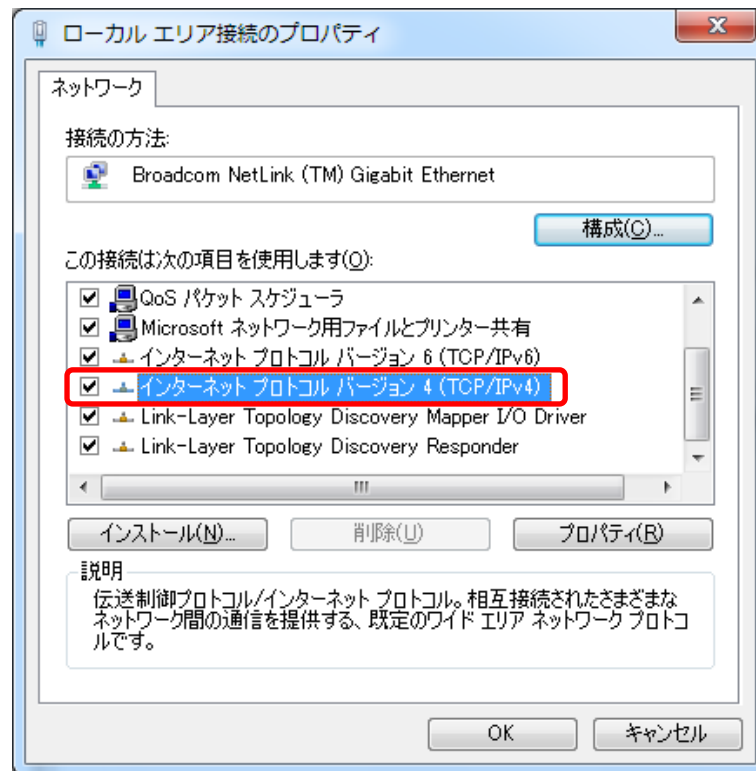 ローカル エリア接続のプロパティ
ネットワーク
接続の方法:
Broadcom NetLink (TM) Gigabit Ethernet
構成(C)...
この接続は次の項目を使用します(O):
QoS パケット スケジューラ
Microsoft ネットワーク用ファイルとプリンター共有
インターネット プロトコル バージョン 6 (TCP/IPv6)
インターネット プロトコル バージョン 4 (TCP/IPv4)
Link-Layer Topology Discovery Mapper I/O Driver
Link-Layer Topology Discovery Responder
インストール(N)...
削除(U)
プロパティ(R)
説明
伝送制御プロトコル/インターネット プロトコル。相互接続されたさまざまな
ネットワーク間の通信を提供する、既定のワイド エリア ネットワーク プロトコ
ルです。
OK
キャンセル